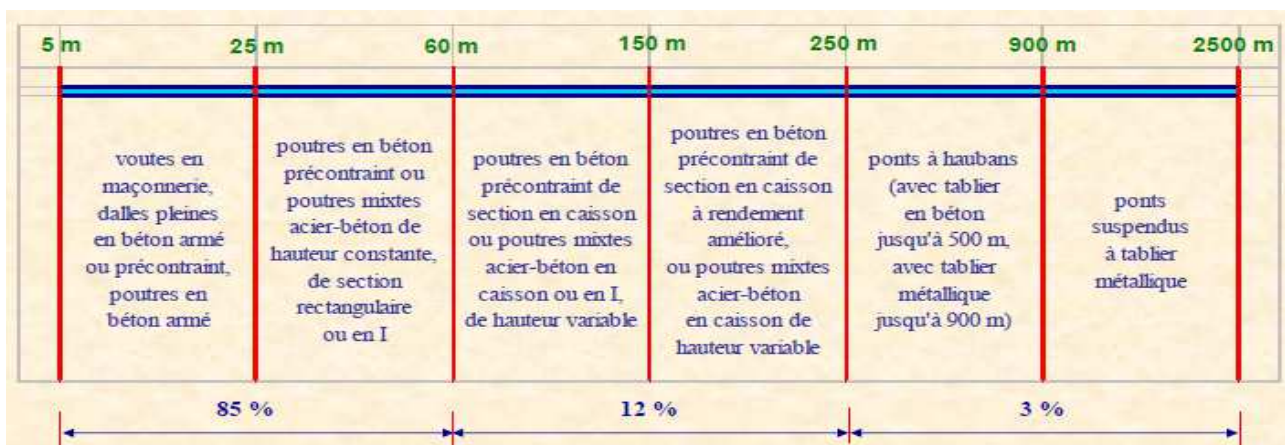 5 m 25 m 60 m 150 m 250 m 900 m 2500 m
voutes en
maçonnerie,
dalles pleines
en béton armé
ou précontraint,
poutres en
béton armé
poutres en béton
précontraint ou
poutres mixtes
acier-béton de
hauteur constante,
de section
rectangulaire
ou en I
poutres en béton
précontraint de
section en caisson
ou poutres mixtes
acier-béton en
caisson ou en I,
de hauteur variable
poutres en béton
précontraint de
section en caisson
à rendement
amélioré,
ou poutres mixtes
acier-béton
en caisson de
hauteur variable
ponts à haubans
(avec tablier
en béton
jusqu'à 500 m,
avec tablier
métallique
jusqu'à 900 m)
ponts
suspendus
à tablier
métallique
85 % 12 % 3 %